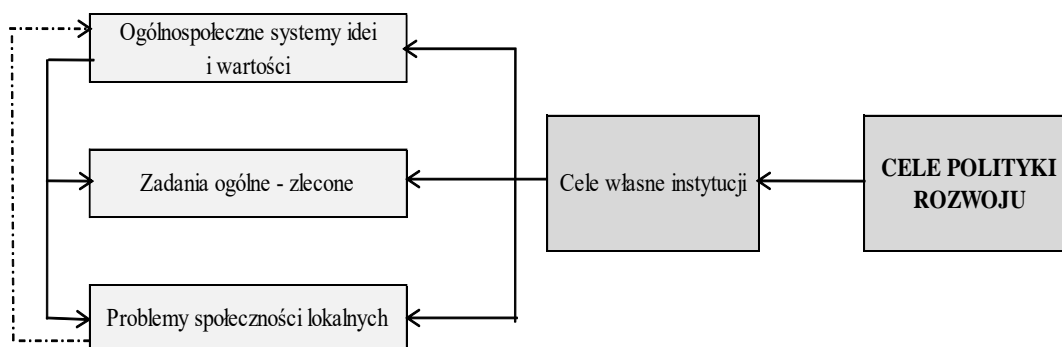 Ogólnospołeczne systemy idei
i wartości
Zadania ogólne - zlecone
Cele własne instytucji
CELE POLITYKI
ROZWOJU
Problemy społeczności lokalnych